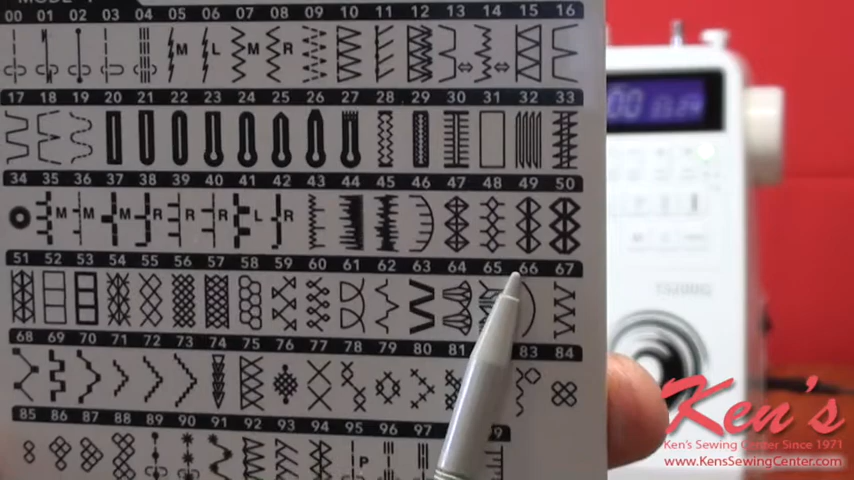 MODE 1
00 01 02 03 04 05 06 07 08 09 10 11 12 13 14 15 16
M L M R
17 18 19 20 21 22 23 24 25 26 27 28 29 30 31 32 33
34 35 36 37 38 39 40 41 42 43 44 45 46 47 48 49 50
M M M R R R L R
51 52 53 54 55 56 57 58 59 60 61 62 63 64 65 66 67
68 69 70 71 72 73 74 75 76 77 78 79 80 81 83 84
85 86 87 88 89 90 91 92 93 94 95 96 97
P
Ken's
Ken's Sewing Center Since 1971
www.KensSewingCenter.com